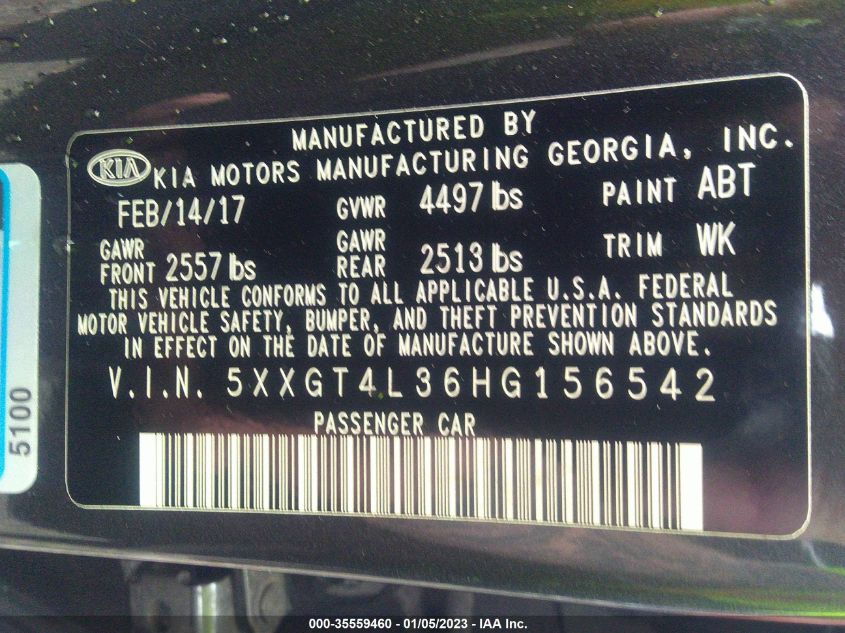 MANUFACTURED BY
KIA KIA MOTORS MANUFACTURING GEORGIA, INC.
FEB/14/17 GVWR 4497 lbs PAINT ABT
GAWR FRONT 2557 lbs GAWR REAR 2513 lbs TRIM WK
THIS VEHICLE CONFORMS TO ALL APPLICABLE U.S.A. FEDERAL
MOTOR VEHICLE SAFETY, BUMPER, AND THEFT PREVENTION STANDARDS
IN EFFECT ON THE DATE OF MANUFACTURE SHOWN ABOVE.
V.I.N. 5XXGT4L36HG156542
PASSENGER CAR
5100
000-35559460 - 01/05/2023 - IAA Inc.